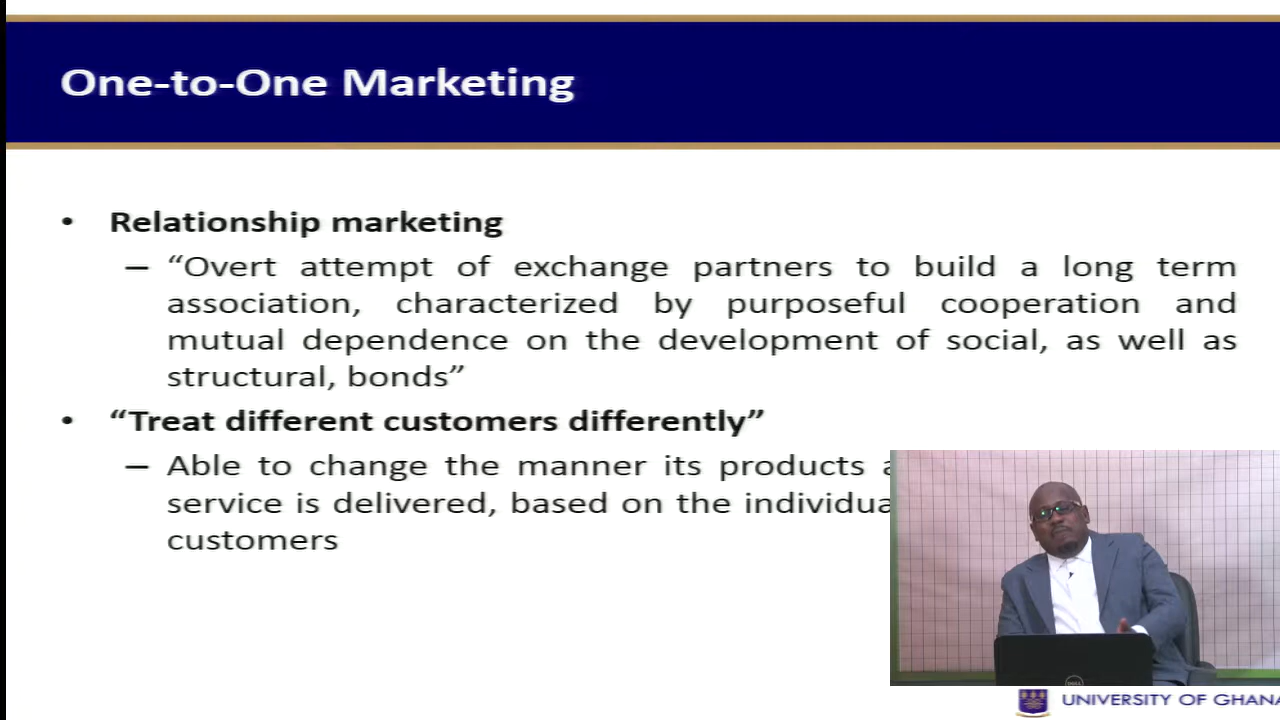 One-to-One Marketing
• Relationship marketing
– “Overt attempt of exchange partners to build a long term
association, characterized by purposeful cooperation and
mutual dependence on the development of social, as well as
structural, bonds”
• “Treat different customers differently”
– Able to change the manner its products
service is delivered, based on the
customers
DELL
UNIVERSITY OF GHANA